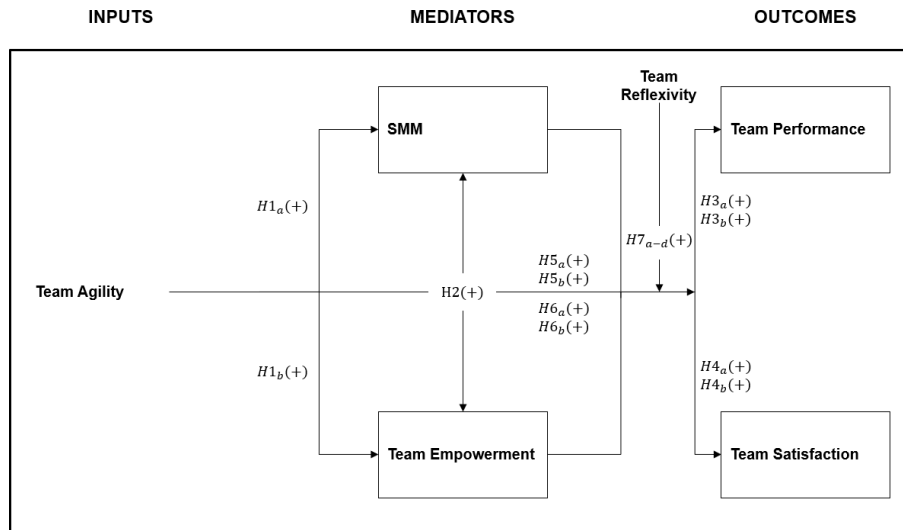 INPUTS
MEDIATORS
OUTCOMES
Team
Reflexivity
SMM
Team Performance
H1a(+)
H3a(+)
H3b(+)
H7a−d(+)
H5a(+)
H5b(+)
Team Agility
H2(+)
H6a(+)
H6b(+)
H1b(+)
H4a(+)
H4b(+)
Team Empowerment
Team Satisfaction